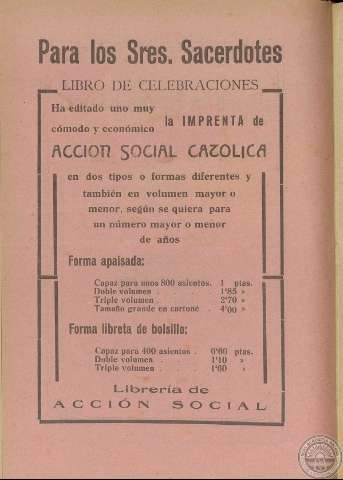 Para los Sres. Sacerdotes
LIBRO DE CELEBRACIONES
Ha editado uno muy
cómodo y económico
la IMPRENTA de
ACCION SOCIAL CATOLICA
en dos tipos o formas diferentes y
también en volumen mayor o
menor, según se quiera para
un número mayor o menor
de años
Forma apaisada:
Capaz para unos 800 asientos. 1 ptas.
Doble volumen . . . . 1'85 »
Triple volumen . . . . 2'70 »
Tamaño grande en cartoné . 4'00 »
Forma libreta de bolsillo:
Capaz para 400 asientos . 0'60 ptas.
Doble volumen . . . . 1'10 »
Triple volumen . . . . 1'60 »
Librería de
ACCIÓN SOCIAL